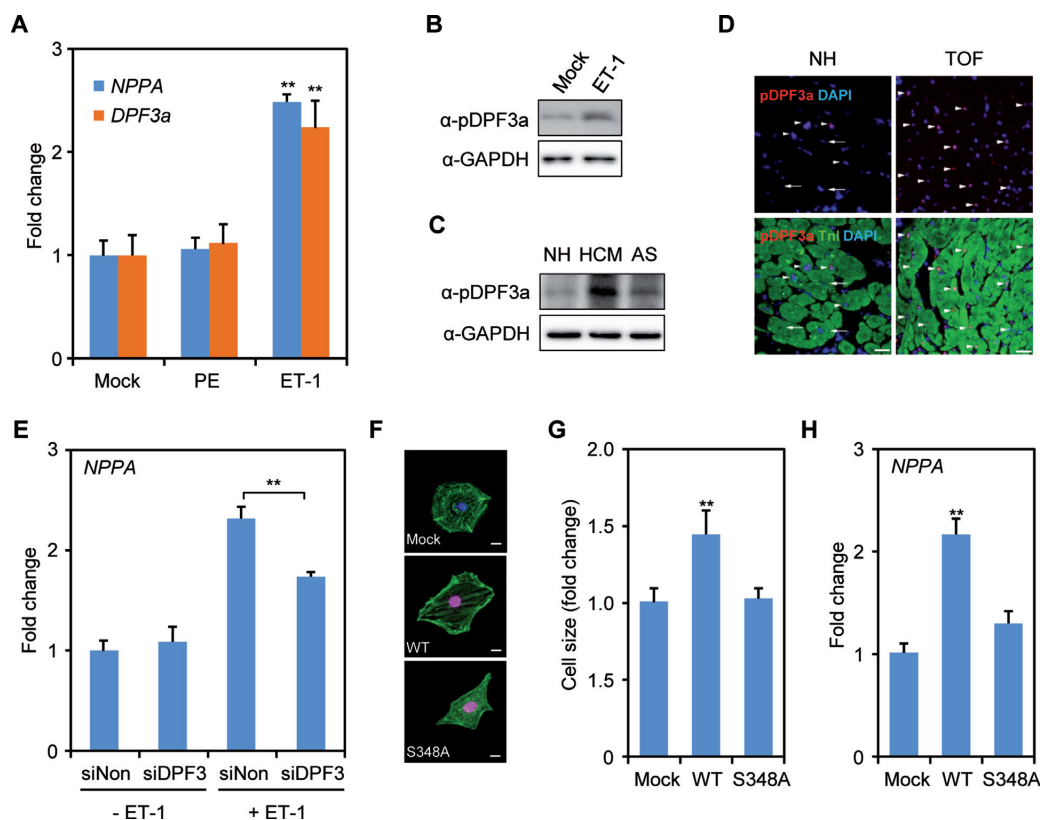 A
Fold change
3
2
1
0
NPPA
DPF3a
**
**
Mock
PE
ET-1
B
Mock
ET-1
α-pDPF3a
α-GAPDH
C
NH HCM AS
α-pDPF3a
α-GAPDH
D
NH
TOF
pDPF3a DAPI
pDPF3a TnI DAPI
E
Fold change
3
2
1
0
NPPA
**
siNon siDPF3 siNon siDPF3
- ET-1
+ ET-1
F
Mock
WT
S348A
G
Cell size (fold change)
2.0
1.5
1.0
1.5
0
**
Mock WT S348A
H
Fold change
3
2
1
0
NPPA
**
Mock WT S348A